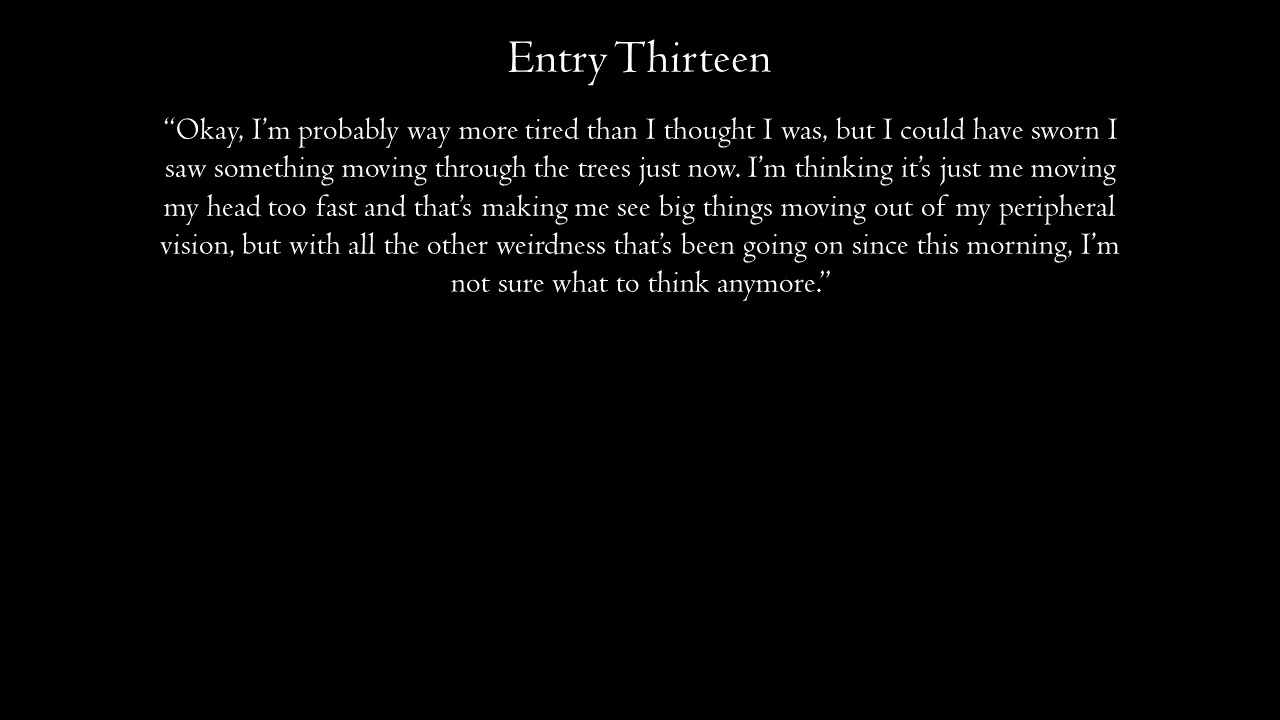 Entry Thirteen
“Okay, I’m probably way more tired than I thought I was, but I could have sworn I
saw something moving through the trees just now. I’m thinking it’s just me moving
my head too fast and that’s making me see big things moving out of my peripheral
vision, but with all the other weirdness that’s been going on since this morning, I’m
not sure what to think anymore.”